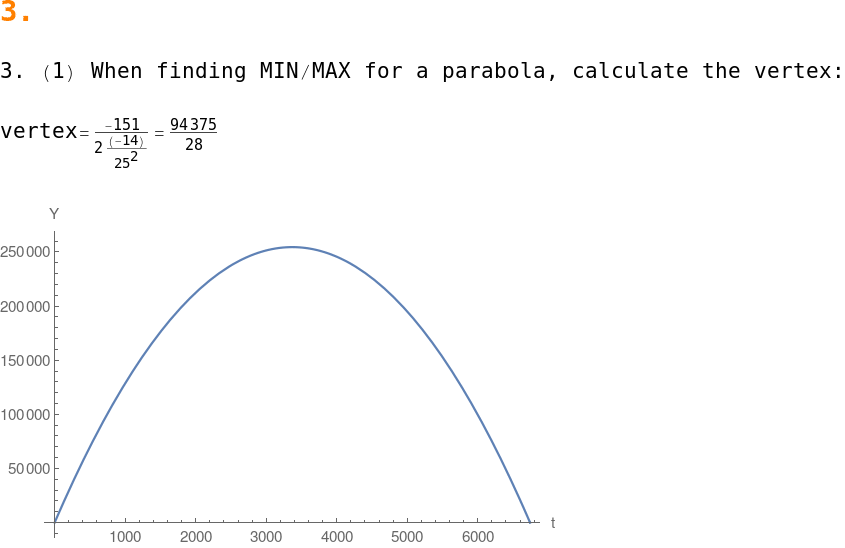 3.
3. (1) When finding MIN/MAX for a parabola, calculate the vertex:
vertex= -151 / (2 (-14)/25^2) = 94375/28
Y
250000
200000
150000
100000
50000
1000 2000 3000 4000 5000 6000 t